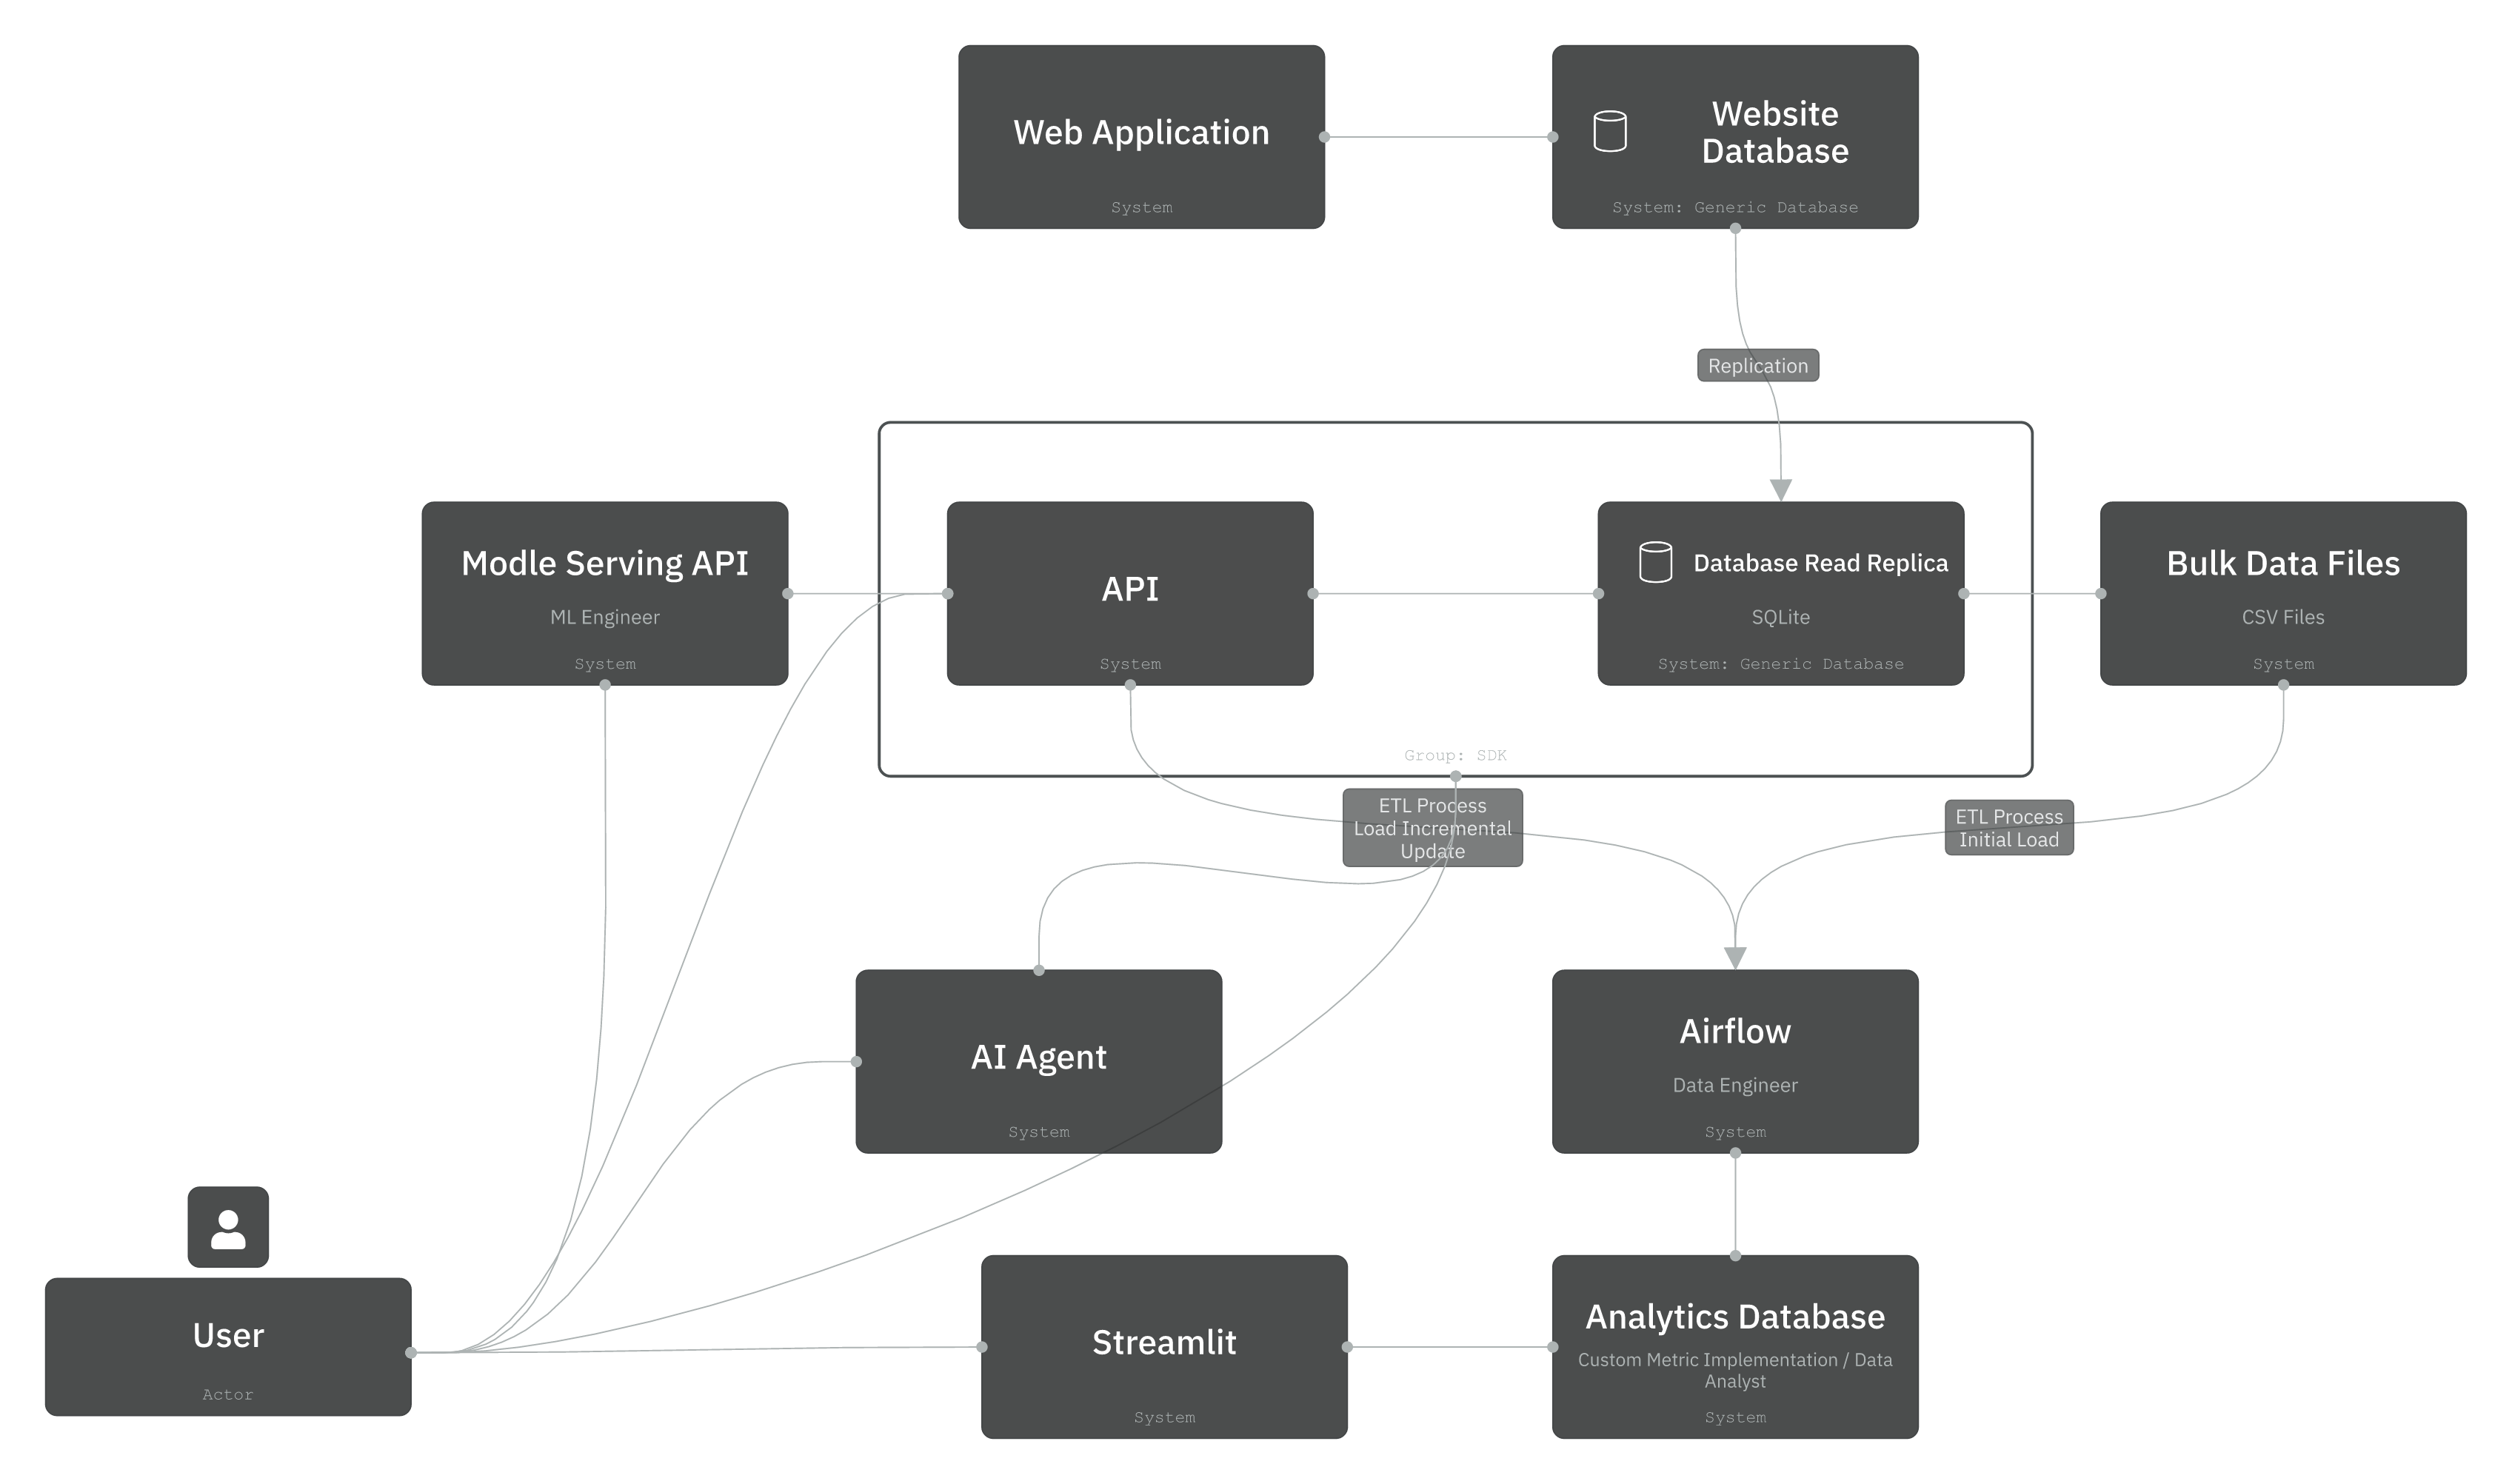 Web Application
System
Website
Database
System: Generic Database
Replication
Modle Serving API
ML Engineer
System
API
System
Database Read Replica
SQLite
System: Generic Database
Bulk Data Files
CSV Files
System
Group: SDK
ETL Process
Load Incremental
Update
ETL Process
Initial Load
AI Agent
System
Airflow
Data Engineer
System
User
Actor
Streamlit
System
Analytics Database
Custom Metric Implementation / Data
Analyst
System